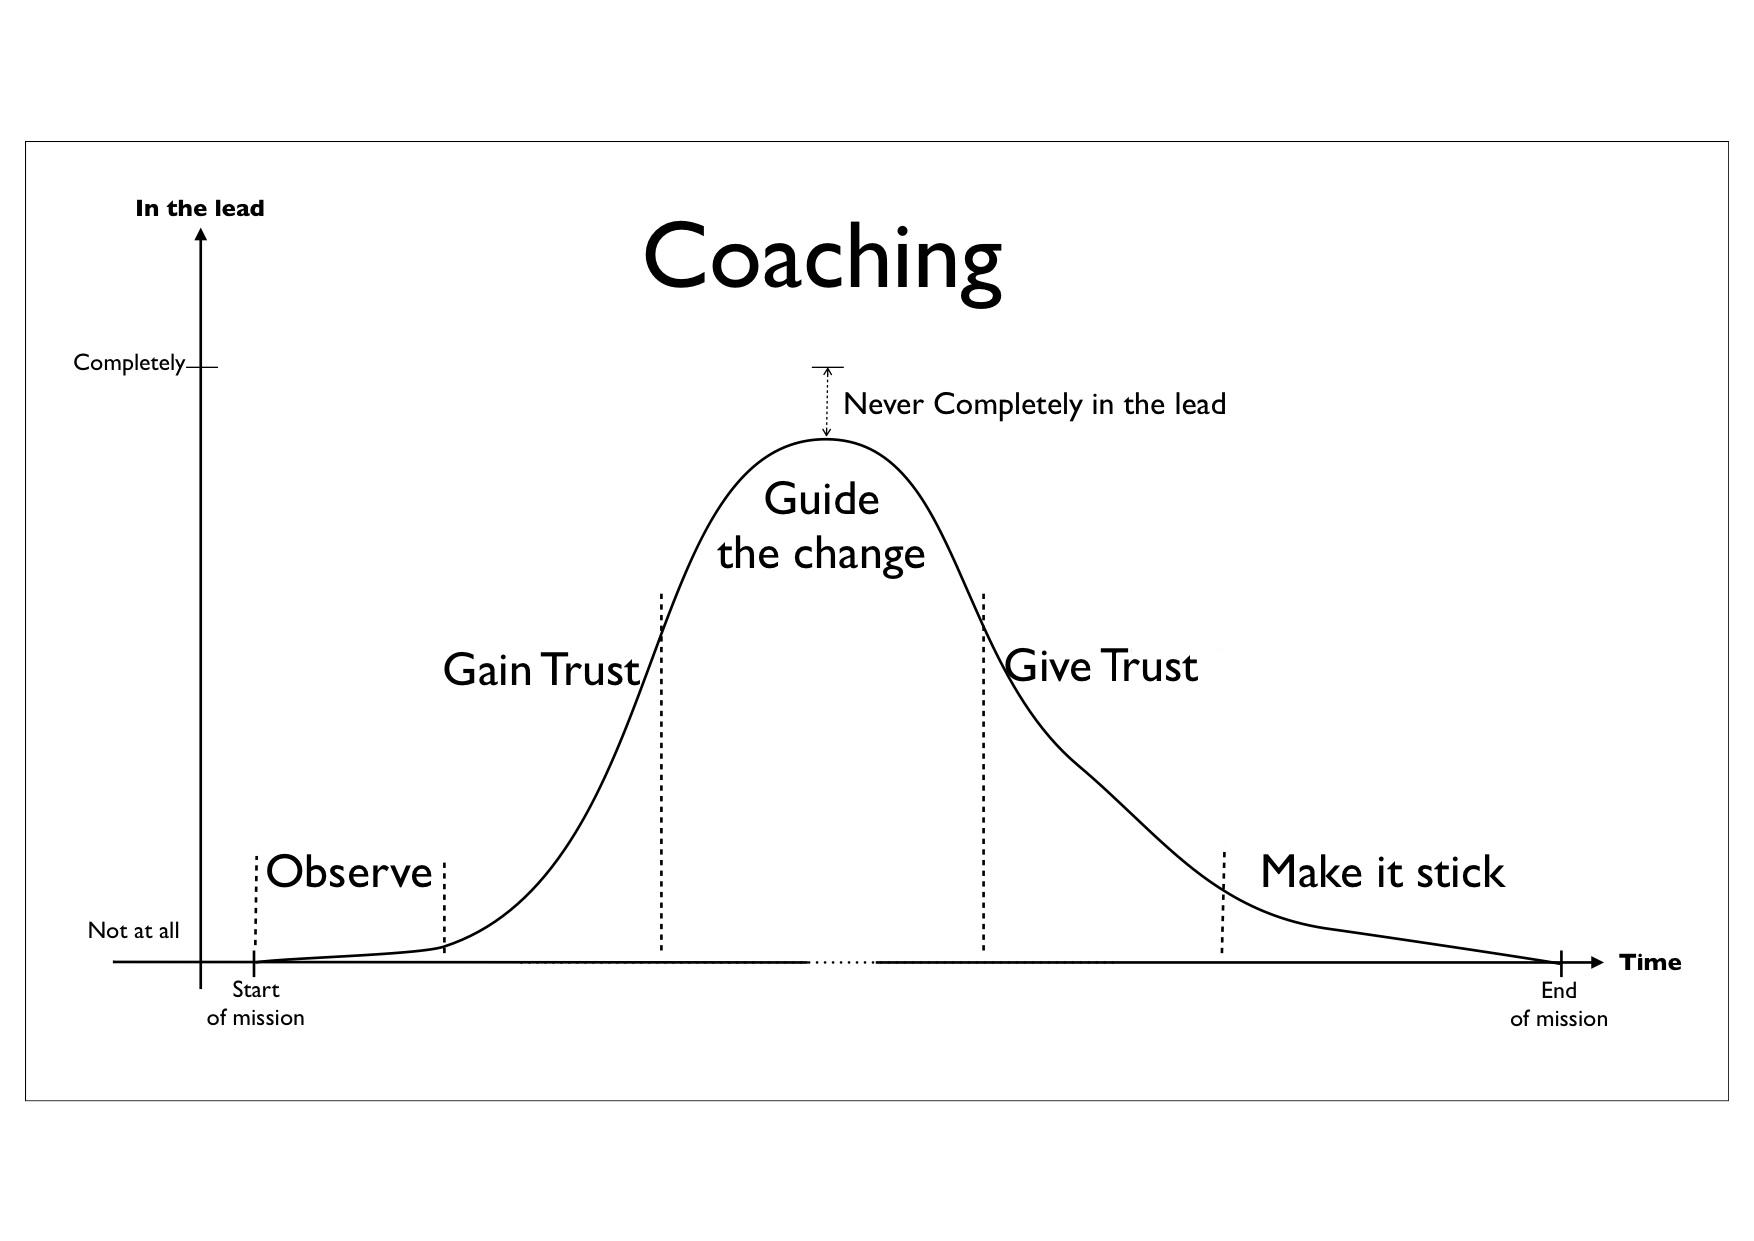 In the lead
Coaching
Completely
Never Completely in the lead
Guide
the change
Gain Trust
Give Trust
Observe
Make it stick
Not at all
Time
Start
of mission
End
of mission